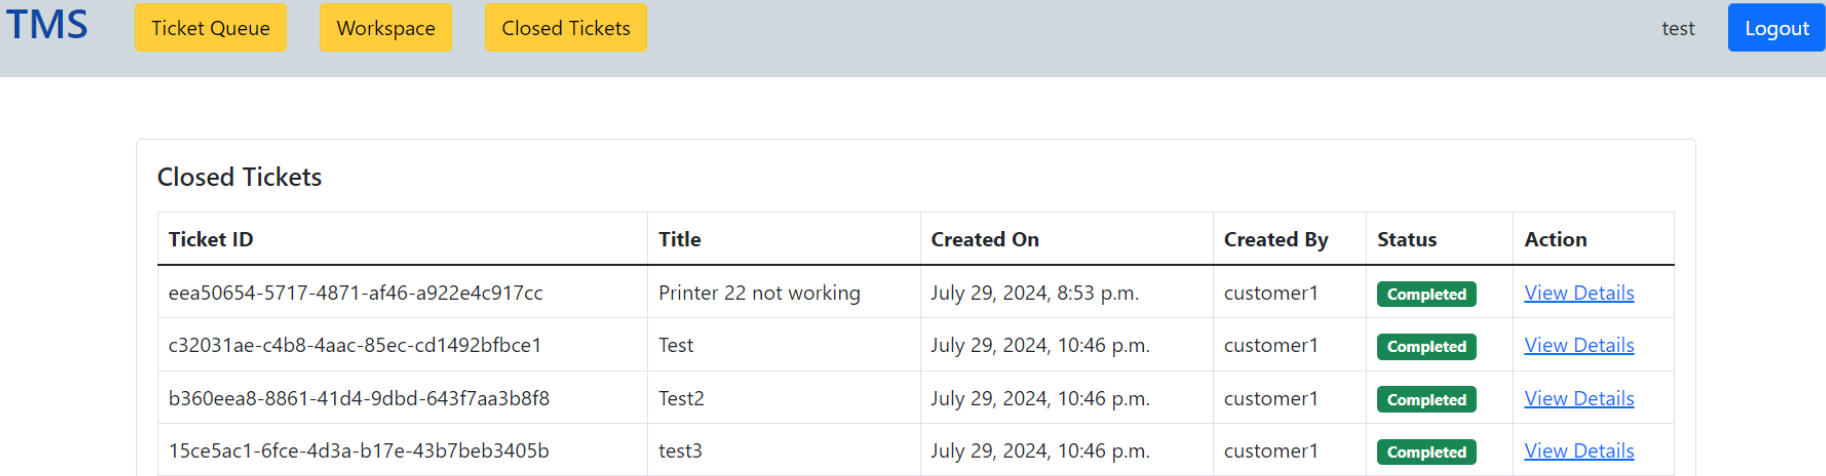 TMS Ticket Queue Workspace Closed Tickets test Logout
Closed Tickets
Ticket ID Title Created On Created By Status Action
eea50654-5717-4871-af46-a922e4c917cc Printer 22 not working July 29, 2024, 8:53 p.m. customer1 Completed View Details
c32031ae-c4b8-4aac-85ec-cd1492bfbce1 Test July 29, 2024, 10:46 p.m. customer1 Completed View Details
b360eea8-8861-41d4-9dbd-643f7aa3b8f8 Test2 July 29, 2024, 10:46 p.m. customer1 Completed View Details
15ce5ac1-6fce-4d3a-b17e-43b7beb3405b test3 July 29, 2024, 10:46 p.m. customer1 Completed View Details